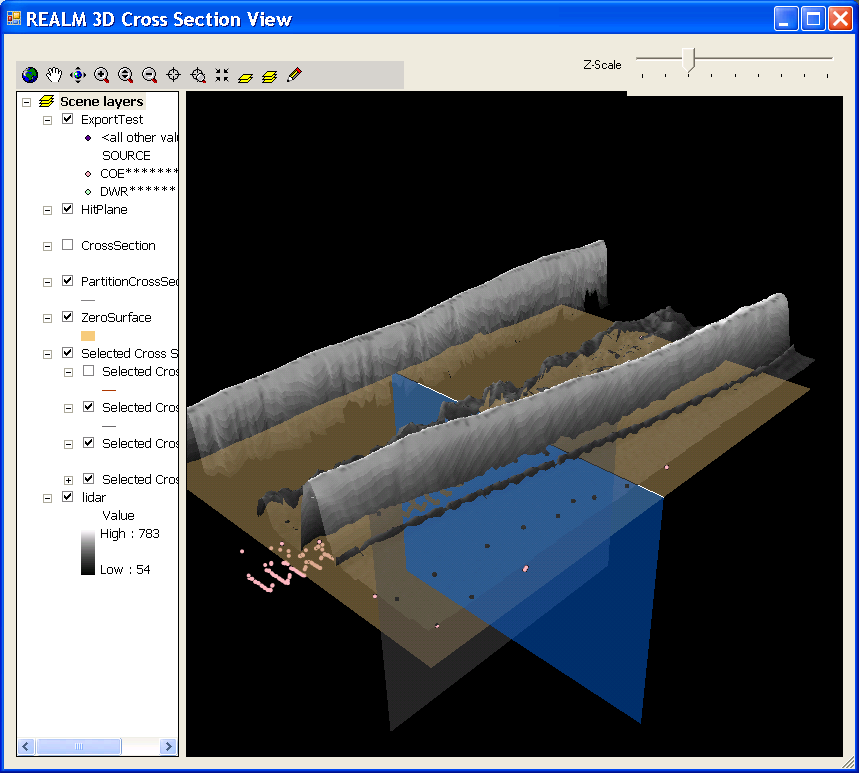 REALM 3D Cross Section View
Z-Scale
Scene layers
ExportTest
<all other valu
SOURCE
COE*******
DWR******
HitPlane
CrossSection
PartitionCrossSec
ZeroSurface
Selected Cross S
Selected Cros
Selected Cros
Selected Cros
Selected Cros
lidar
Value
High : 783
Low : 54